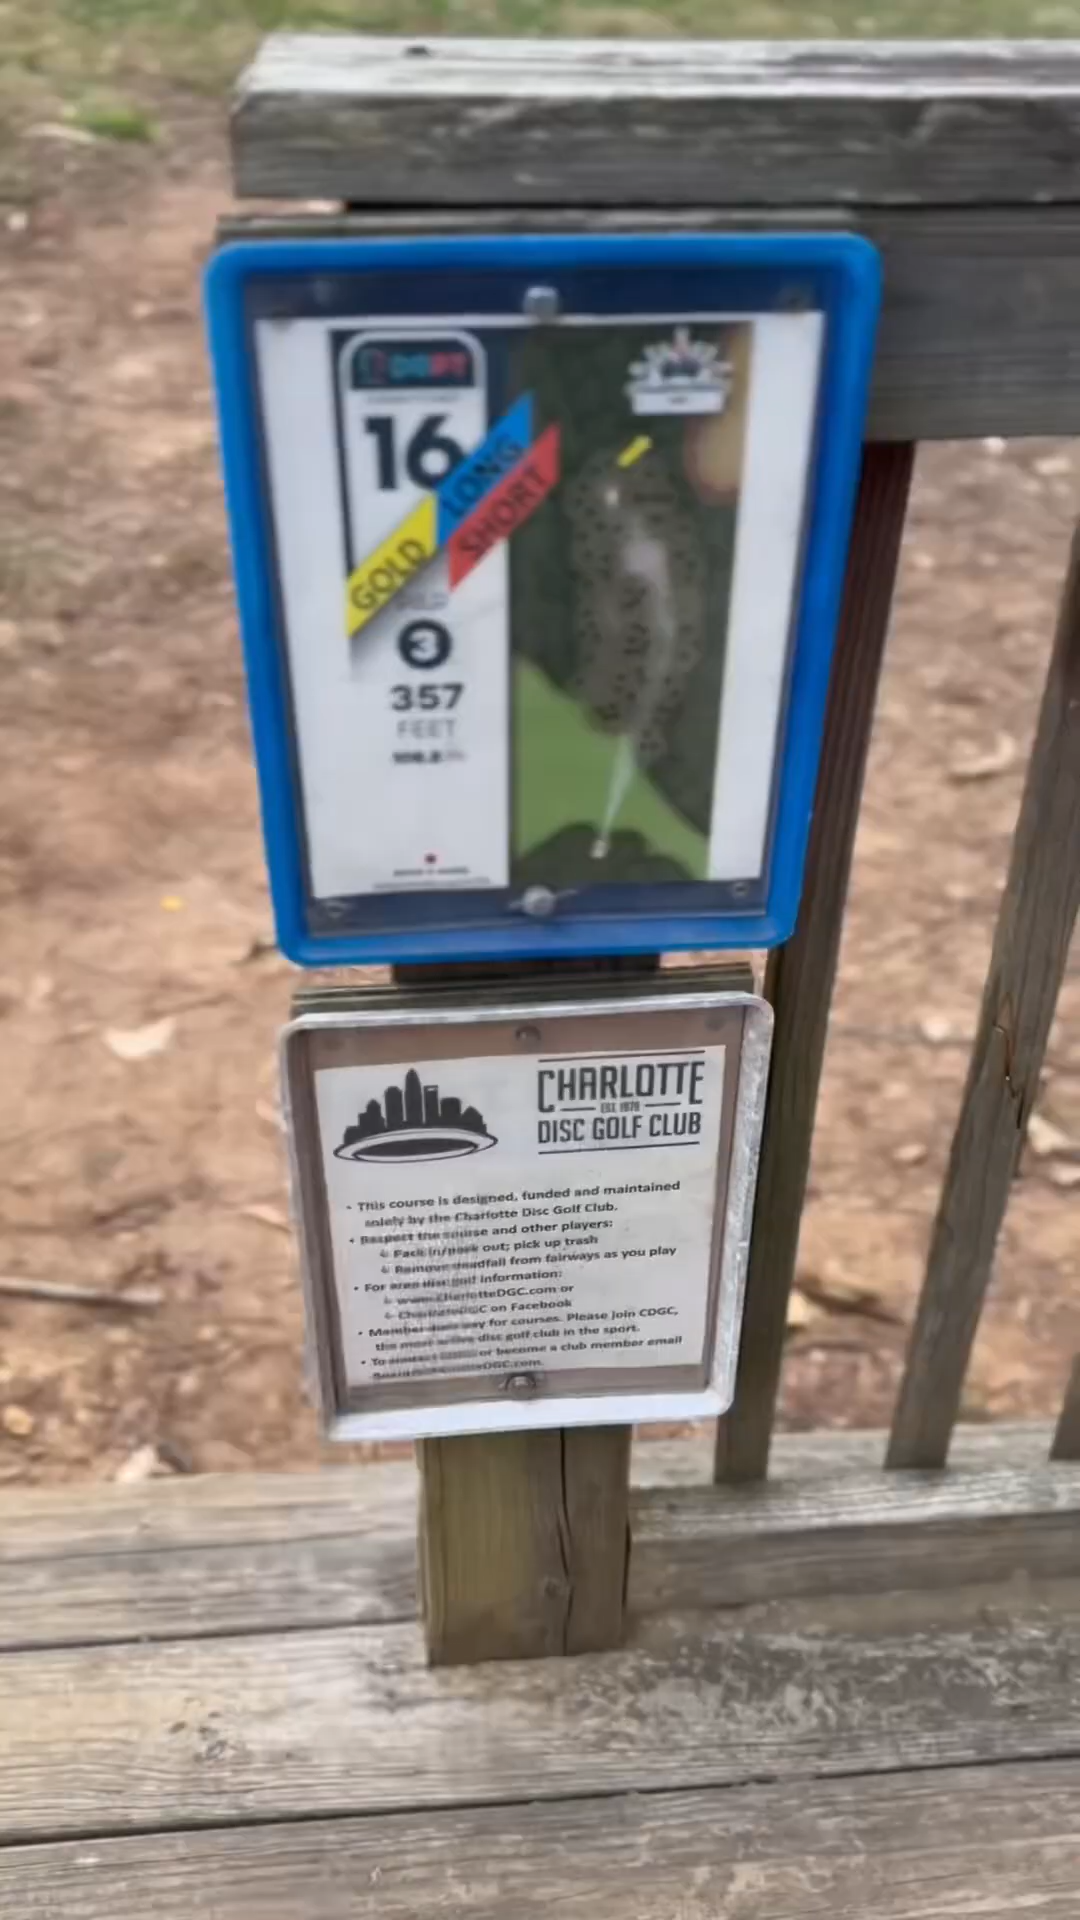 16
LONG
SHORT
GOLD
3
357
FEET
CHARLOTTE
EST. 1978
DISC GOLF CLUB
• This course is designed, funded and maintained
solely by the Charlotte Disc Golf Club.
• Respect the course and other players:
Pack in/pack out; pick up trash
Remove deadfall from fairways as you play
• For area disc golf information:
www.CharlotteDGC.com or
on Facebook
• for courses. Please join CDGC,
the most active disc golf club in the sport.
• To contact or become a club member email